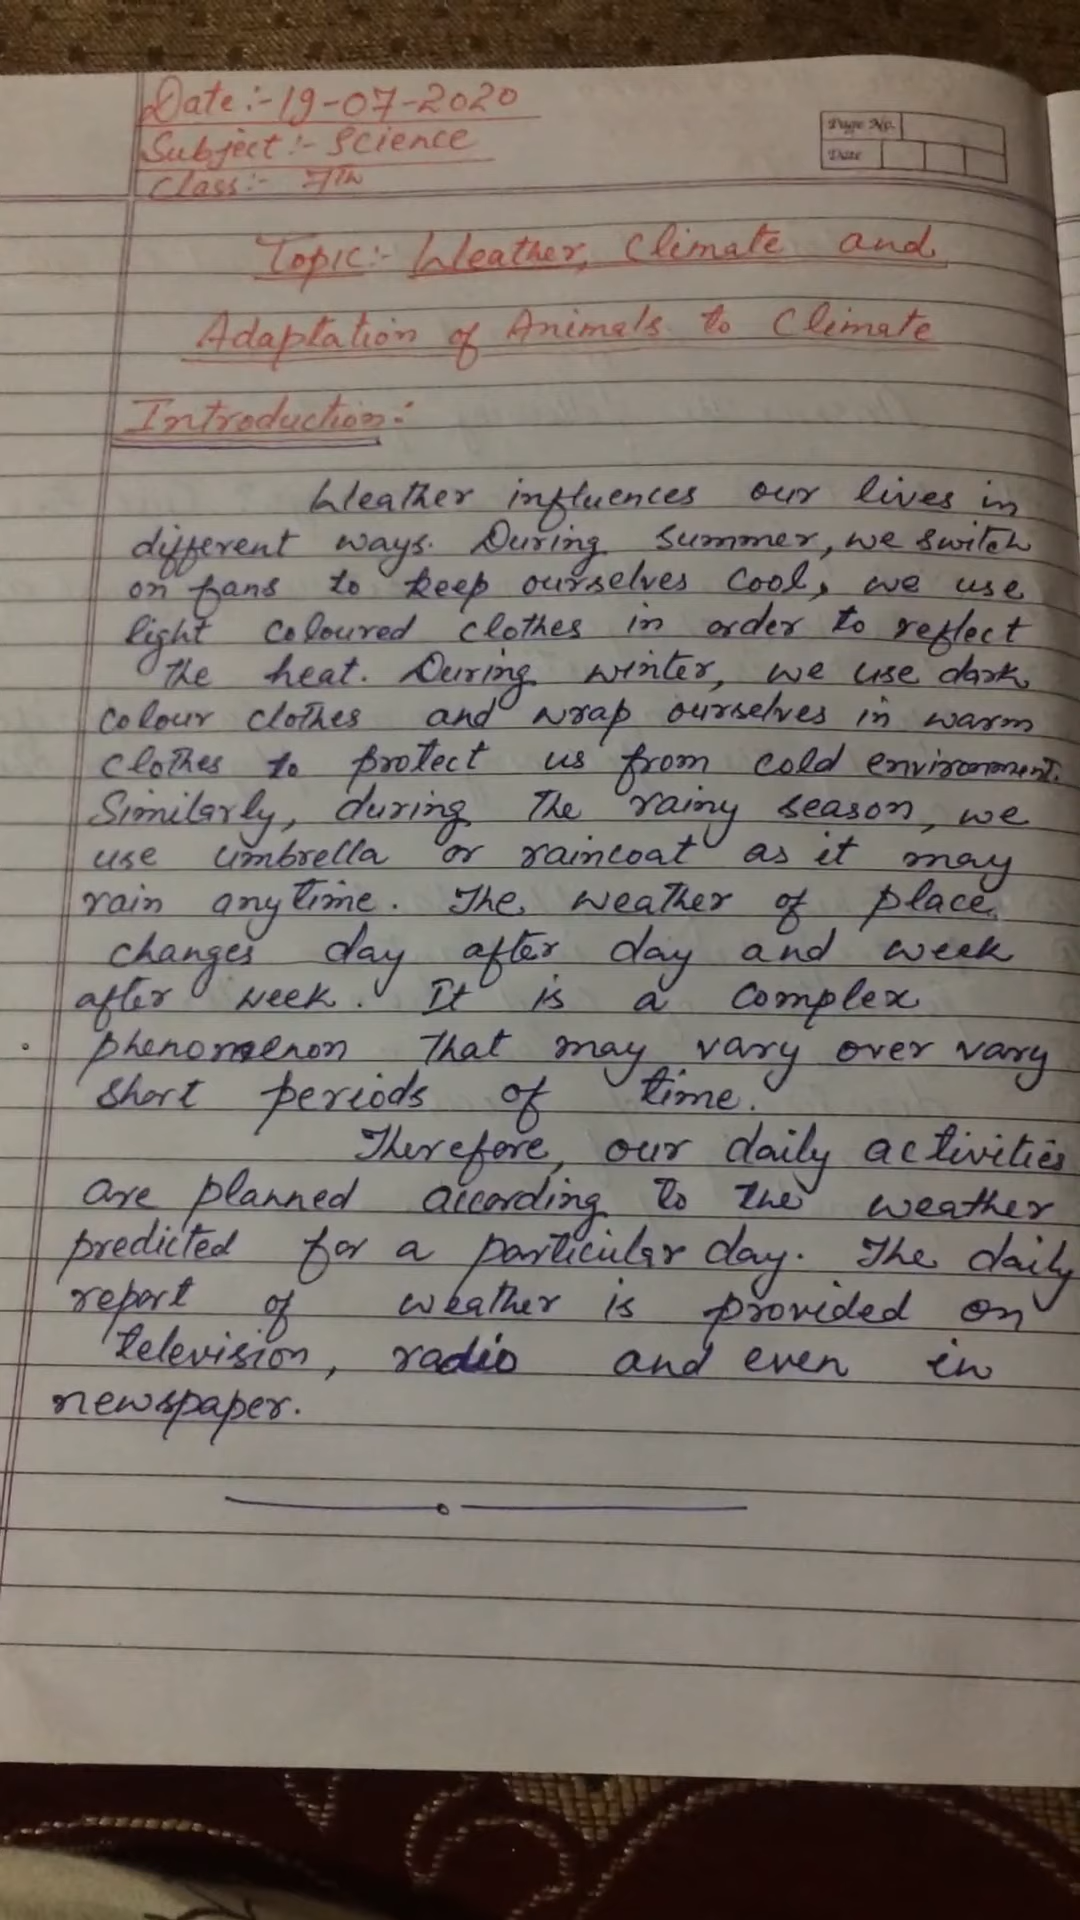 Date:-19-07-2020
Subject:- Science
Class:- 7th
Page No.
Date
Topic:- Weather, Climate and
Adaptation of Animals to Climate
Introduction:
Weather influences our lives in
different ways. During summer, we switch
on fans to keep ourselves cool, we use
light coloured clothes in order to reflect
the heat. During winter, we use dark
colour clothes and wrap ourselves in warm
clothes to protect us from cold environment.
Similarly, during the rainy season, we
use umbrella or raincoat as it may
rain anytime. The weather of place
changes day after day and week
after week. It is a complex
phenomenon that may vary over vary
short periods of time.
Therefore, our daily activities
are planned according to the weather
predicted for a particular day. The daily
report of weather is provided on
television, radio and even in
newspaper.